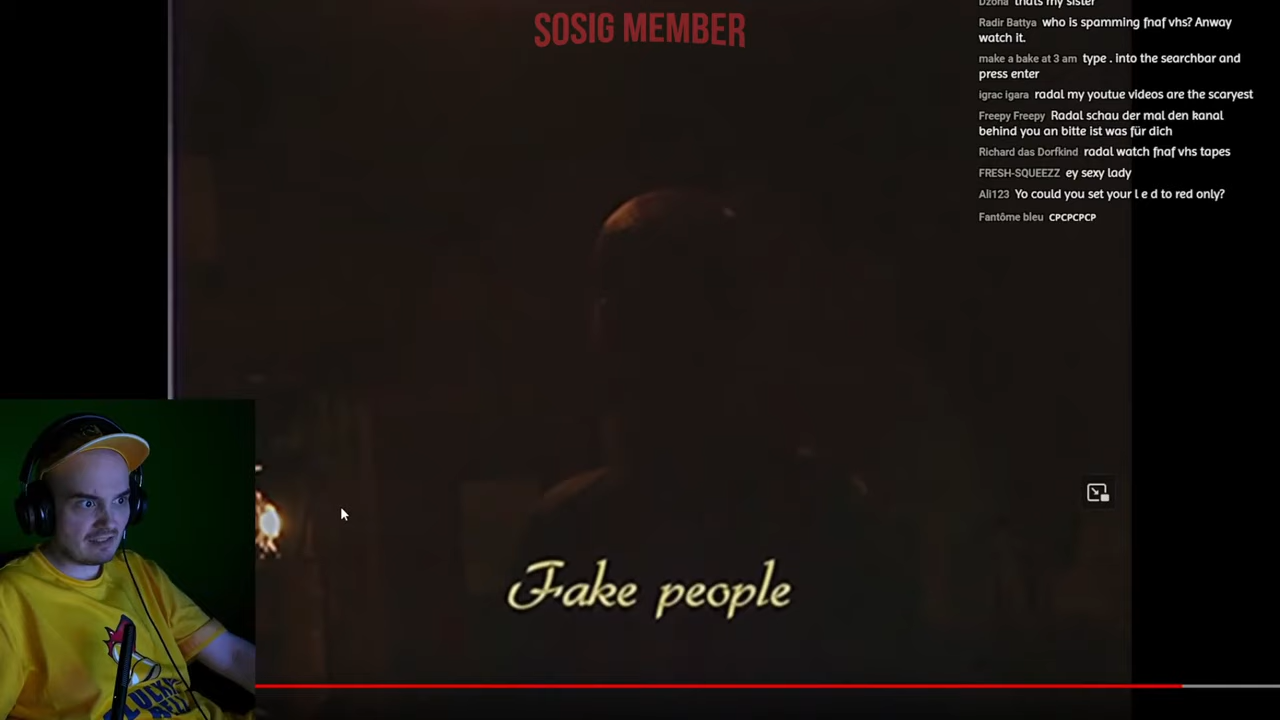 SOSIG MEMBER
Dzona thats my sister
Radir Battya who is spamming fnaf vhs? Anway
watch it.
make a bake at 3 am type . into the searchbar and
press enter
igrac igara radal my youtue videos are the scaryest
Freepy Freepy Radal schau der mal den kanal
behind you an bitte ist was für dich
Richard das Dorfkind radal watch fnaf vhs tapes
FRESH-SQUEEZZ ey sexy lady
Ali123 Yo could you set your l e d to red only?
Fantôme bleu CPCPCPCP
Fake people